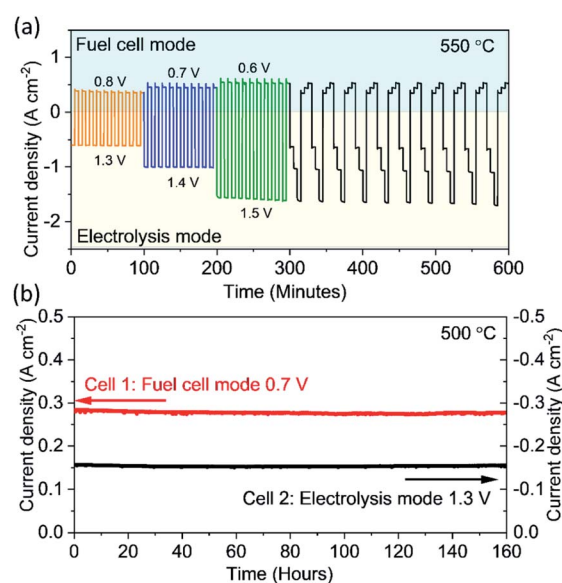 (a)
Fuel cell mode
550 °C
0.8 V
0.7 V
0.6 V
1.3 V
1.4 V
1.5 V
Electrolysis mode
Current density (A cm-2)
1
0
-1
-2
0 100 200 300 400 500 600
Time (Minutes)
(b)
500 °C
Cell 1: Fuel cell mode 0.7 V
Cell 2: Electrolysis mode 1.3 V
Current density (A cm-2)
0.5
0.4
0.3
0.2
0.1
0.0
-0.5
-0.4
-0.3
-0.2
-0.1
0.0
Current density (A cm-2)
0 20 40 60 80 100 120 140 160
Time (Hours)